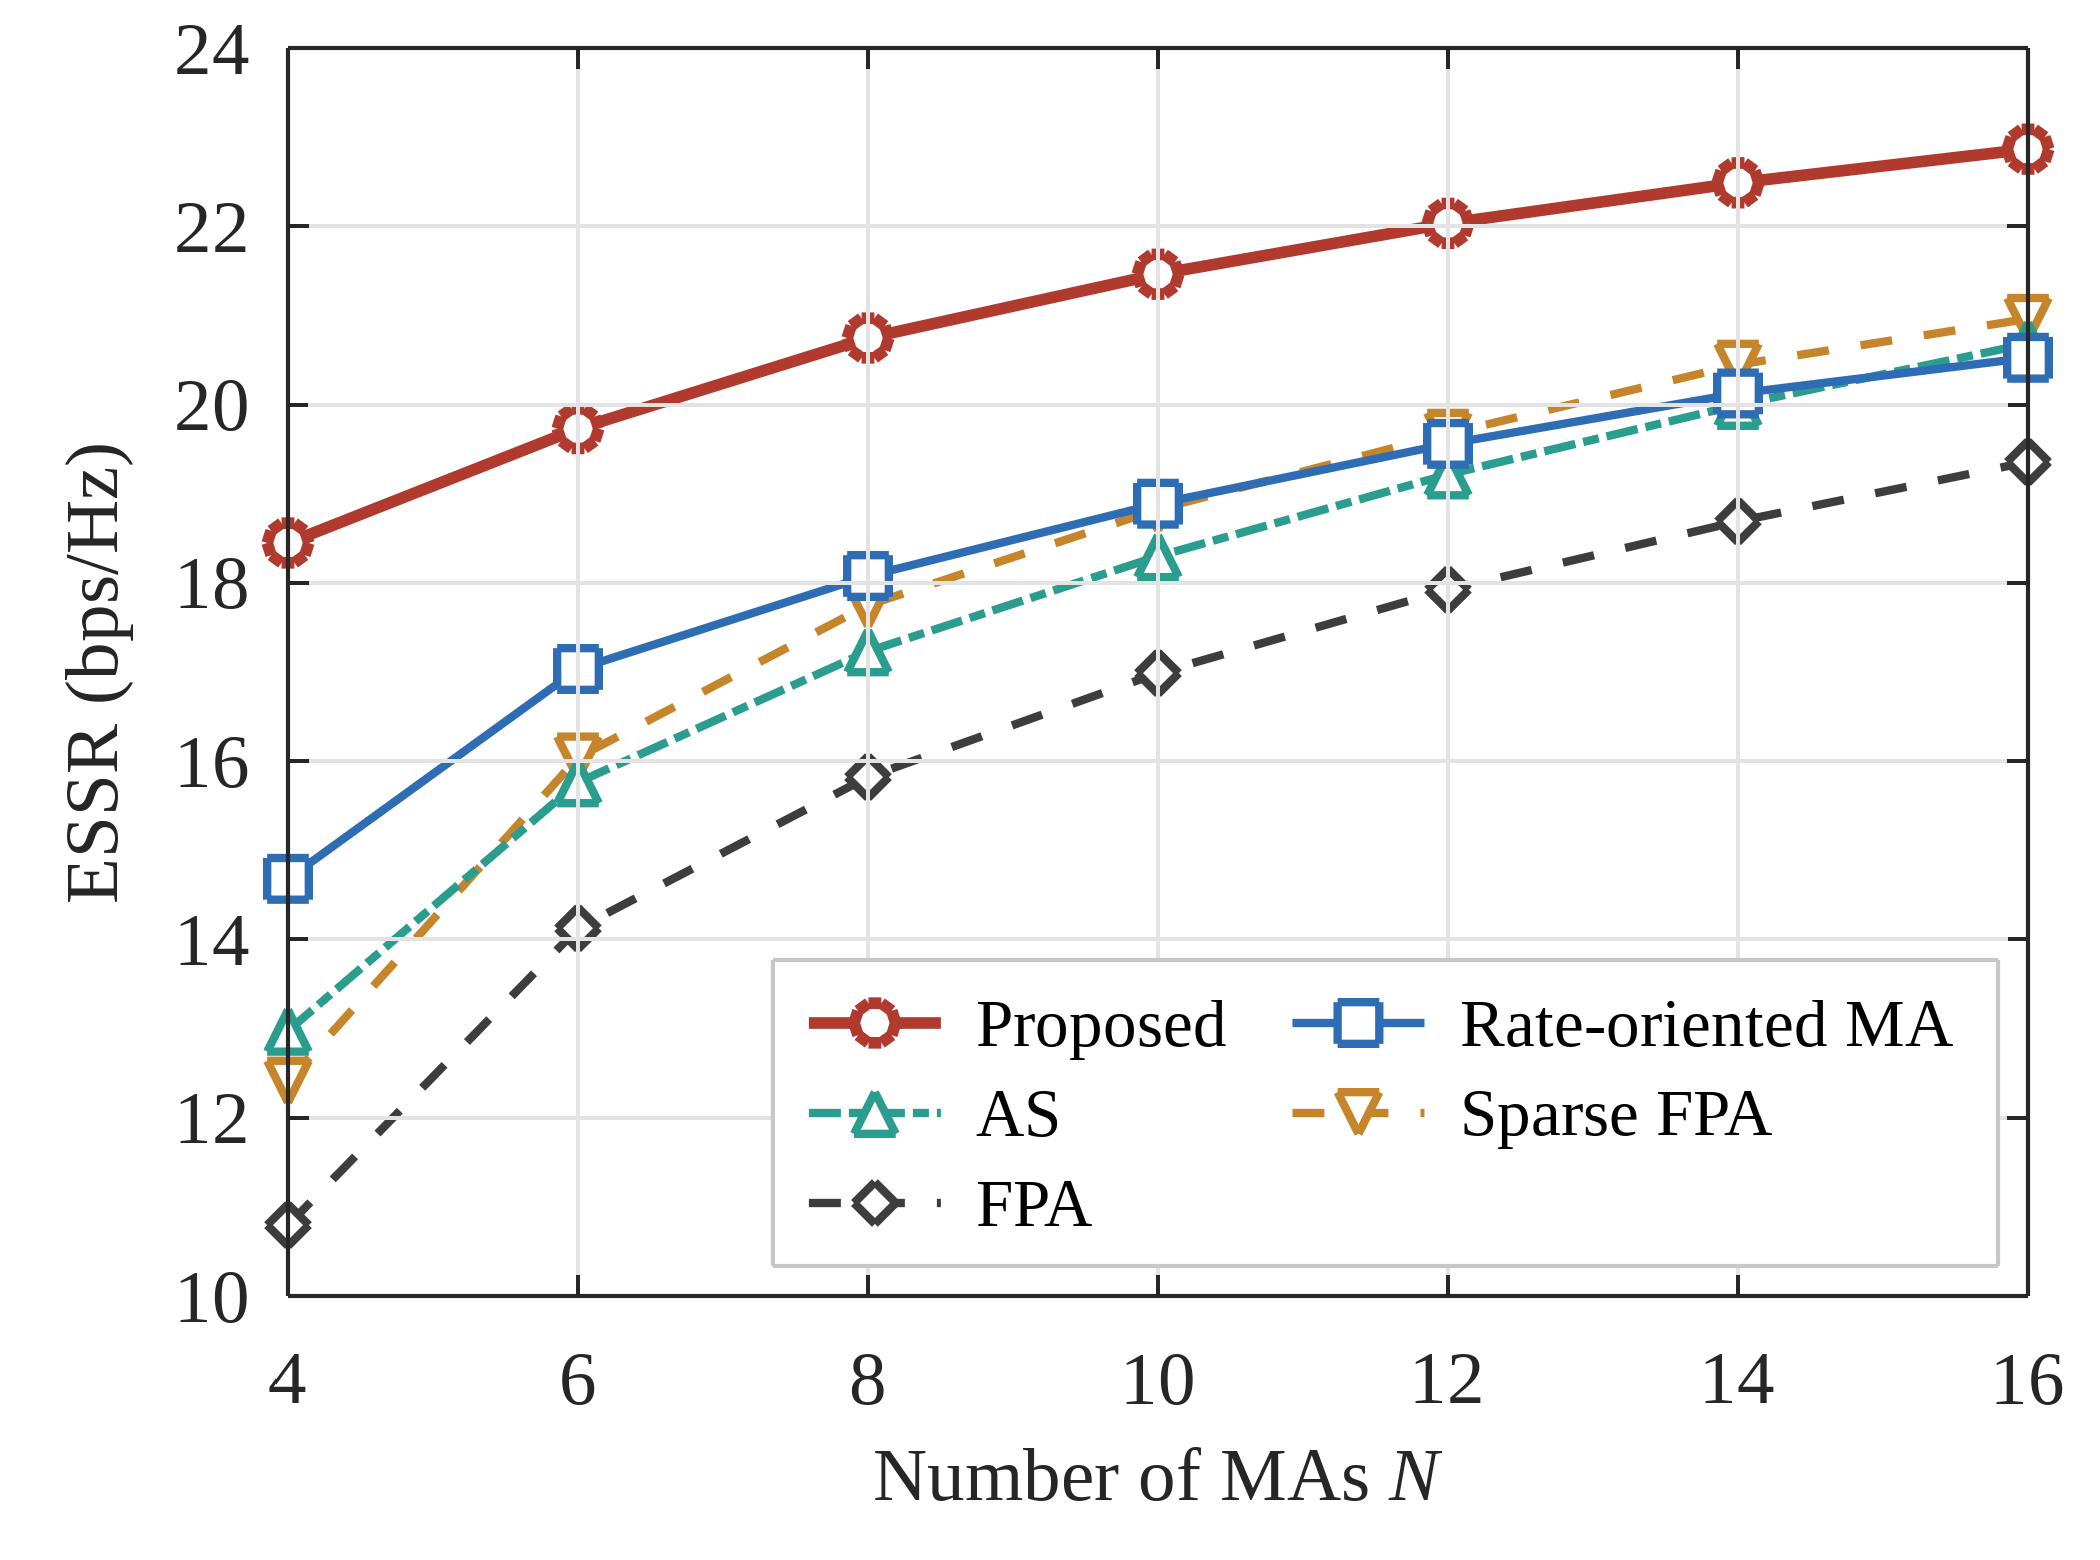 24
22
20
18
16
14
12
10
4 6 8 10 12 14 16
ESSR (bps/Hz)
Number of MAs N
Proposed
Rate-oriented MA
AS
Sparse FPA
FPA